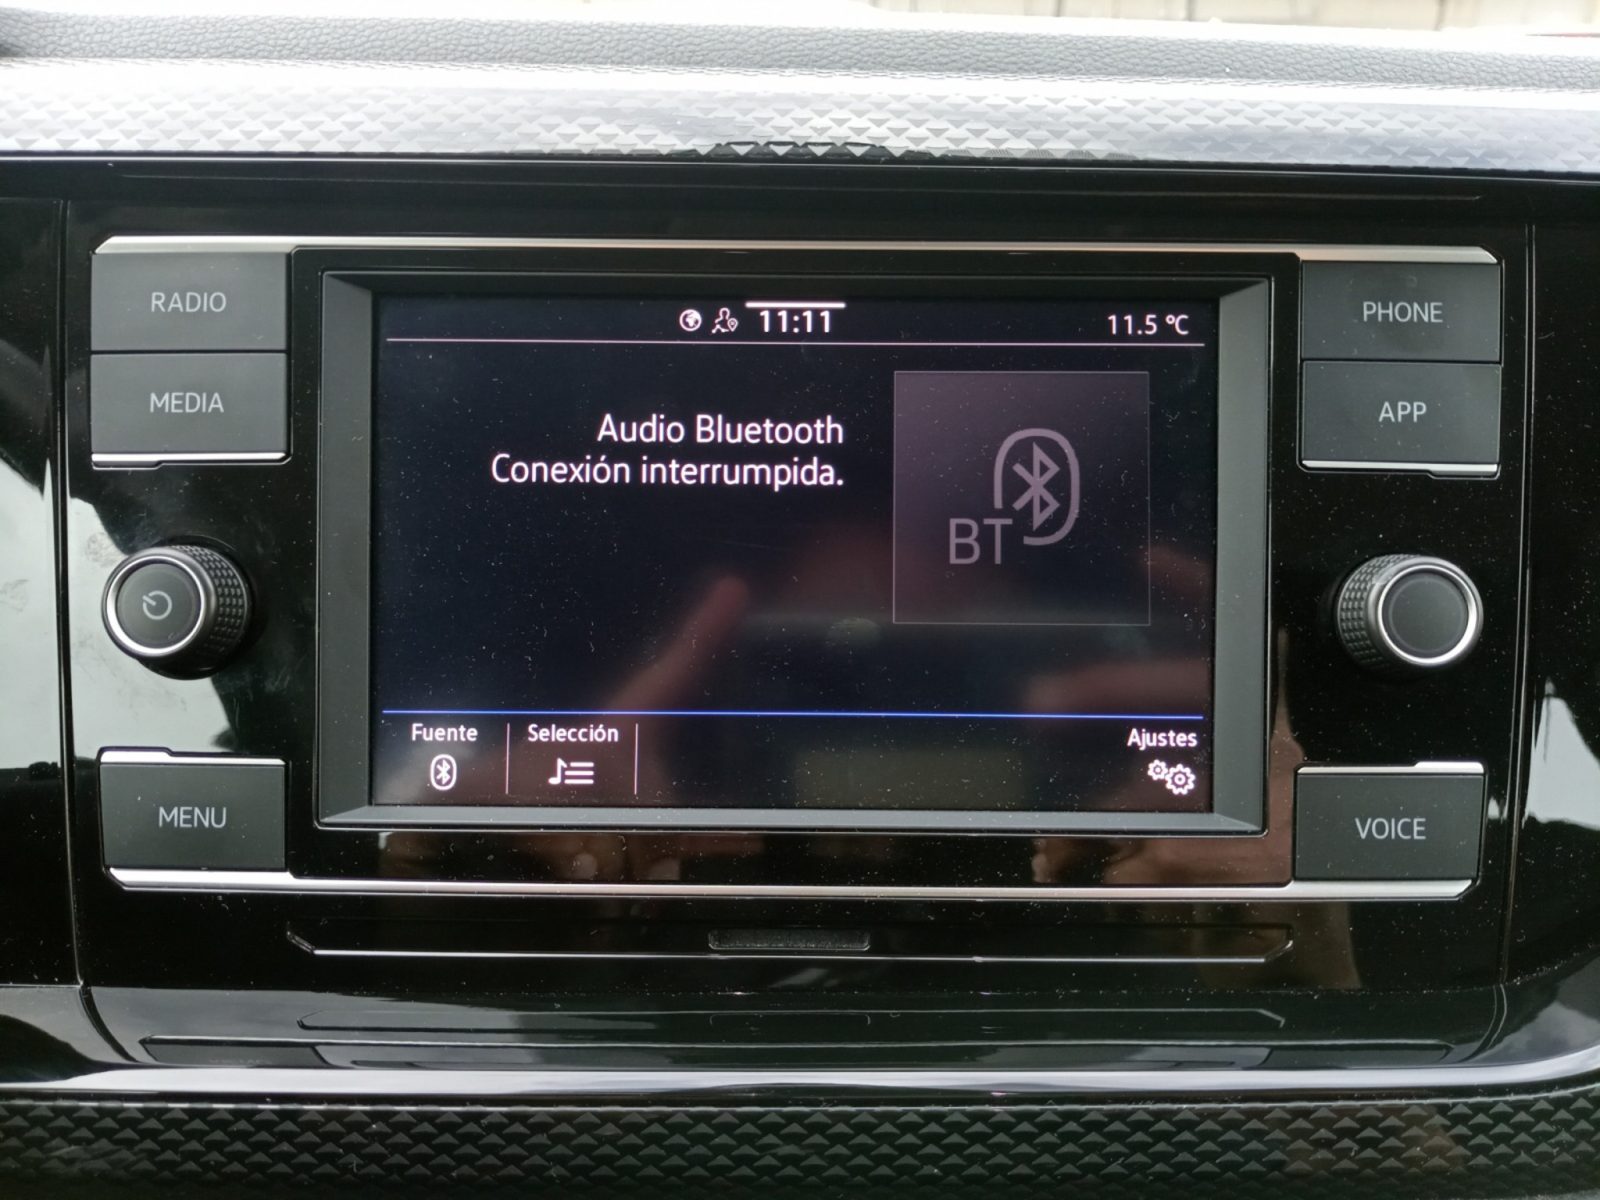 RADIO
MEDIA
MENU
11:11
11.5 °C
Audio Bluetooth
Conexión interrumpida.
BT
Fuente
Selección
Ajustes
PHONE
APP
VOICE